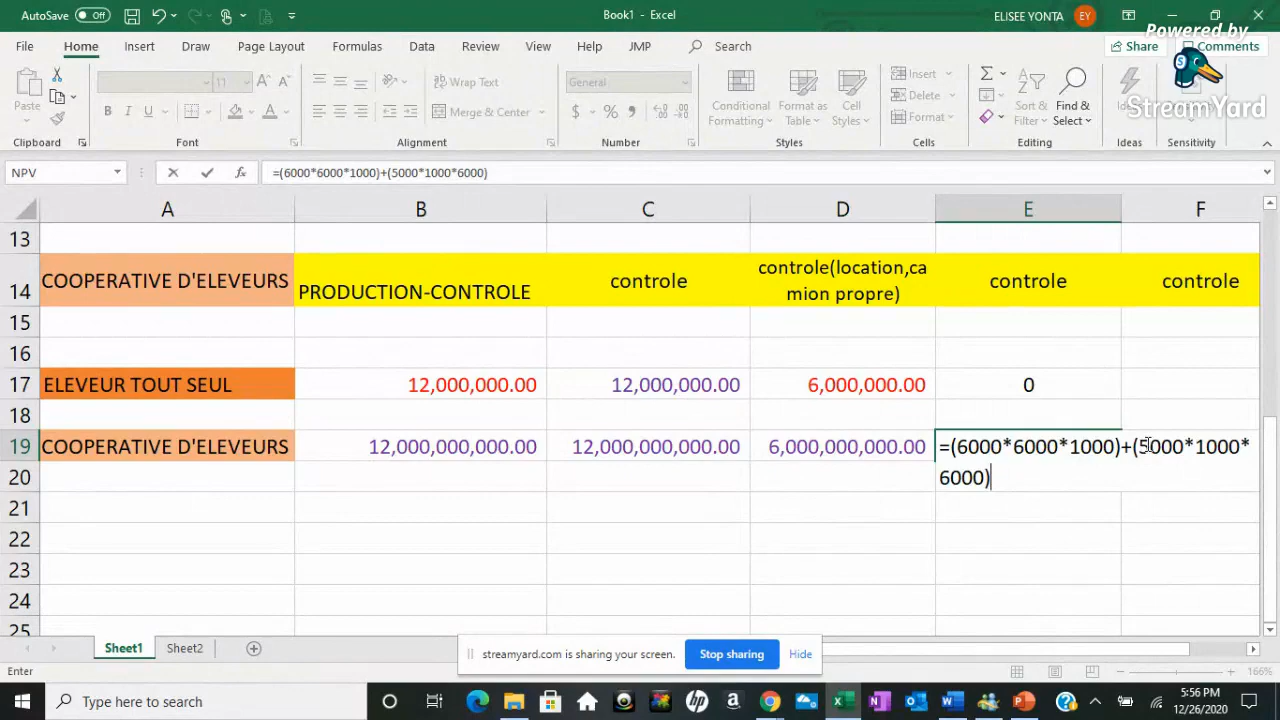 AutoSave Off
Book1 - Excel
ELISEE YONTA EY
Powered by
StreamYard
File Home Insert Draw Page Layout Formulas Data Review View Help JMP Search Share Comments
Paste
Clipboard
11
B I U
Font
Wrap Text
Merge & Center
Alignment
General
$ % ,
Number
Conditional Formatting
Format as Table
Cell Styles
Styles
Insert
Delete
Format
Cells
Sort & Filter
Find & Select
Editing
Ideas
Sensitivity
NPV
fx
=(6000*6000*1000)+(5000*1000*6000)
A B C D E F
13
14 COOPERATIVE D'ELEVEURS PRODUCTION-CONTROLE controle controle(location,ca
mion propre) controle controle
15
16
17 ELEVEUR TOUT SEUL 12,000,000.00 12,000,000.00 6,000,000.00 0
18
19 COOPERATIVE D'ELEVEURS 12,000,000,000.00 12,000,000,000.00 6,000,000,000.00 =(6000*6000*1000)+(5000*1000*
20 6000)
21
22
23
24
25
Sheet1 Sheet2
streamyard.com is sharing your screen. Stop sharing Hide
Enter
166%
Type here to search
5:56 PM
12/26/2020